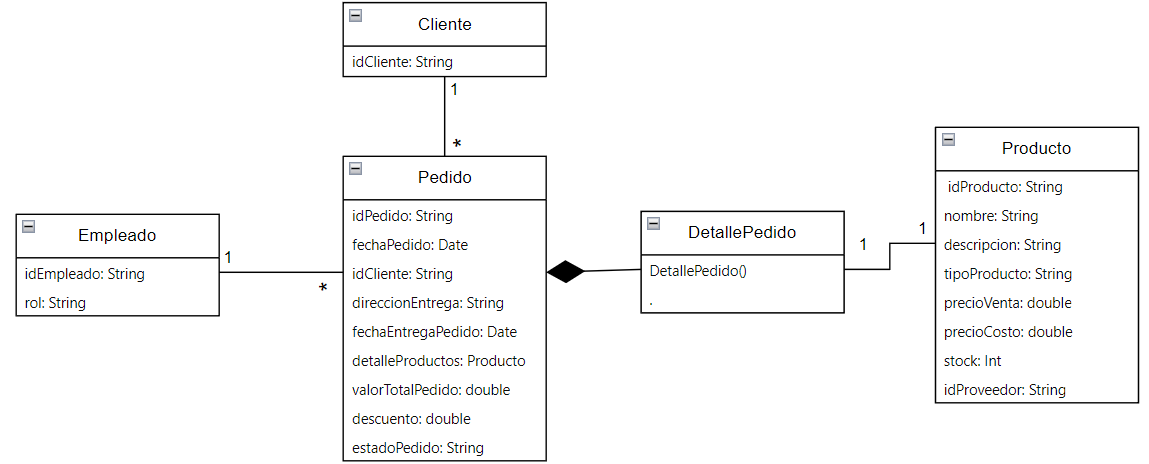 Cliente
idCliente: String
1
*
Pedido
idPedido: String
fechaPedido: Date
idCliente: String
direccionEntrega: String
fechaEntregaPedido: Date
detalleProductos: Producto
valorTotalPedido: double
descuento: double
estadoPedido: String
Empleado
idEmpleado: String
rol: String
1
*
DetallePedido
DetallePedido()
.
1
1
Producto
idProducto: String
nombre: String
descripcion: String
tipoProducto: String
precioVenta: double
precioCosto: double
stock: Int
idProveedor: String